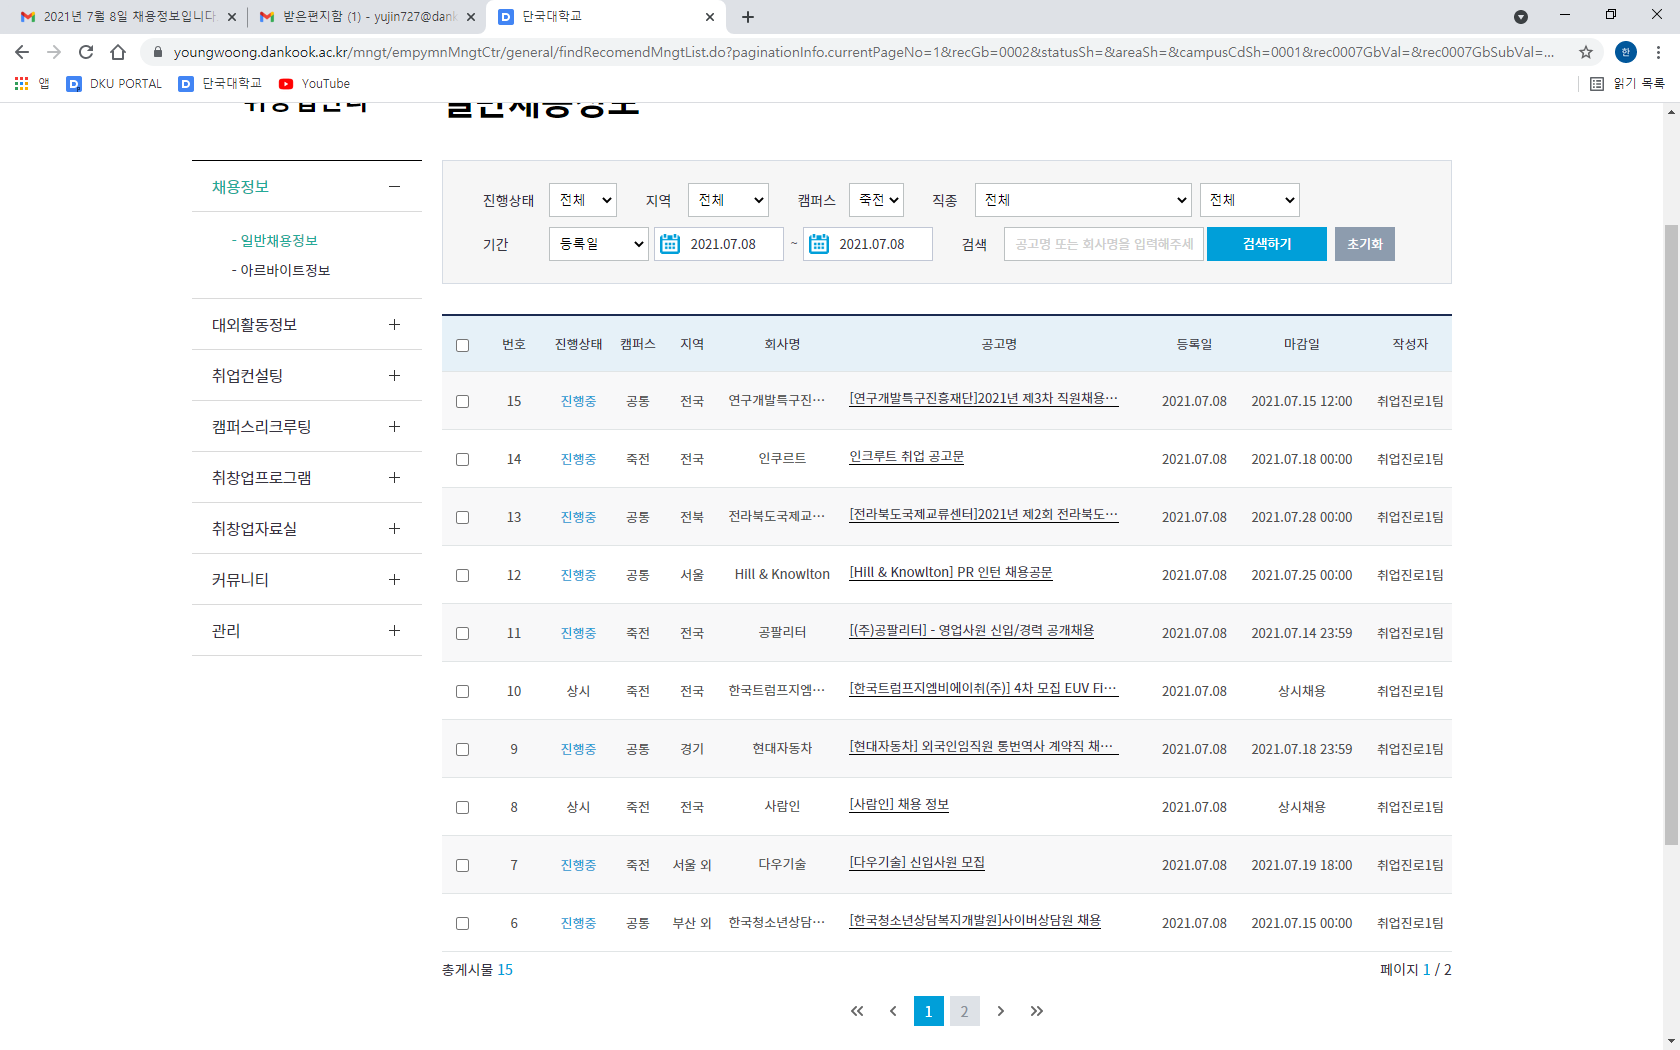 2021년 7월 8일 채용정보입니다
받은편지함 (1) - yujin727@dank
단국대학교
youngwoong.dankook.ac.kr/mngt/empymnMngtCtr/general/findRecomendMngtList.do?paginationInfo.currentPageNo=1&recGb=0002&statusSh=&areaSh=&campusCdSh=0001&rec0007GbVal=&rec0007GbSubVal=...
한
앱
DKU PORTAL
단국대학교
YouTube
읽기 목록
일반채용정보
채용정보
- 일반채용정보
- 아르바이트정보
대외활동정보
취업컨설팅
캠퍼스리크루팅
취창업프로그램
취창업자료실
커뮤니티
관리
진행상태 전체 지역 전체 캠퍼스 죽전 직종 전체 전체
기간 등록일 2021.07.08 ~ 2021.07.08 검색 공고명 또는 회사명을 입력해주세 검색하기 초기화
번호 진행상태 캠퍼스 지역 회사명 공고명 등록일 마감일 작성자
15 진행중 공통 전국 연구개발특구진… [연구개발특구진흥재단]2021년 제3차 직원채용… 2021.07.08 2021.07.15 12:00 취업진로1팀
14 진행중 죽전 전국 인쿠르트 인크루트 취업 공고문 2021.07.08 2021.07.18 00:00 취업진로1팀
13 진행중 공통 전북 전라북도국제교… [전라북도국제교류센터]2021년 제2회 전라북도… 2021.07.08 2021.07.28 00:00 취업진로1팀
12 진행중 공통 서울 Hill & Knowlton [Hill & Knowlton] PR 인턴 채용공문 2021.07.08 2021.07.25 00:00 취업진로1팀
11 진행중 죽전 전국 공팔리터 [(주)공팔리터] - 영업사원 신입/경력 공개채용 2021.07.08 2021.07.14 23:59 취업진로1팀
10 상시 죽전 전국 한국트럼프지엠… [한국트럼프지엠비에이취(주)] 4차 모집 EUV Fi… 2021.07.08 상시채용 취업진로1팀
9 진행중 공통 경기 현대자동차 [현대자동차] 외국인임직원 통번역사 계약직 채… 2021.07.08 2021.07.18 23:59 취업진로1팀
8 상시 죽전 전국 사람인 [사람인] 채용 정보 2021.07.08 상시채용 취업진로1팀
7 진행중 죽전 서울 외 다우기술 [다우기술] 신입사원 모집 2021.07.08 2021.07.19 18:00 취업진로1팀
6 진행중 공통 부산 외 한국청소년상담… [한국청소년상담복지개발원]사이버상담원 채용 2021.07.08 2021.07.15 00:00 취업진로1팀
총게시물 15
페이지 1 / 2
1 2